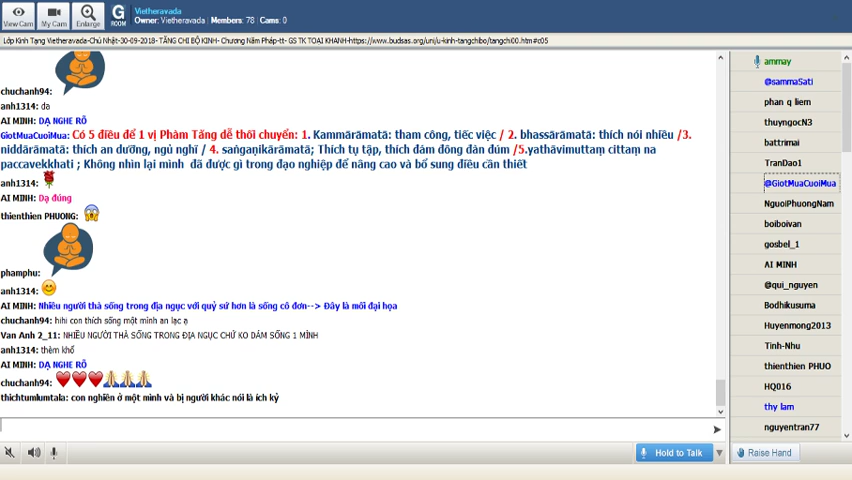 View Cam
My Cam
Enlarge
G
ROOM
Vietheravada
Owner: Vietheravada | Members: 78 | Cams: 0
Lớp Kinh Tạng Vietheravada-Chủ Nhật-30-09-2018- TĂNG CHI BỘ KINH- Chương Năm Pháp-tt- GS TK TOẠI KHANH-https://www.budsas.org/uni/u-kinh-tangchibo/tangchi00.htm#c05
chuchanh94:
anh1314: da
AI MINH: DẠ NGHE RÕ
GiotMuaCuoiMua: Có 5 điều để 1 vị Phàm Tăng dễ thối chuyển: 1. Kammārāmatā: tham công, tiếc việc / 2. bhassārāmatā: thích nói nhiều /3.
niddārāmatā: thích an dưỡng, ngủ nghỉ / 4. saṅgaṇikārāmatā; Thích tụ tập, thích đám đông đàn đúm /5.yathāvimuttaṃ cittaṃ na
paccavekkhati ; Không nhìn lại mình đã được gì trong đạo nghiệp để nâng cao và bổ sung điều cần thiết
anh1314:
AI MINH: Dạ đúng
thienthien PHUONG:
phamphu:
anh1314:
AI MINH: Nhiều người thà sống trong địa ngục với quỷ sứ hơn là sống cô đơn--> Đây là mối đại họa
chuchanh94: hihi con thích sống một mình an lạc ạ
Van Anh 2_11: NHIỀU NGƯỜI THÀ SỐNG TRONG ĐỊA NGỤC CHỨ KO DÁM SỐNG 1 MÌNH
anh1314: thèm khổ
AI MINH: DẠ NGHE RÕ
chuchanh94:
thichtumlumtala: con nghiên ở một mình và bị người khác nói là ích kỷ
ammay
@sammaSati
phan q liem
thuyngocN3
battrimai
TranDao1
@GiotMuaCuoiMua
NguoiPhuongNam
boiboivan
gosbel_1
AI MINH
@qui_nguyen
Bodhikusuma
Huyenmong2013
Tinh-Nhu
thienthien PHUO
HQ016
thy lam
nguyentran77
Hold to Talk
Raise Hand